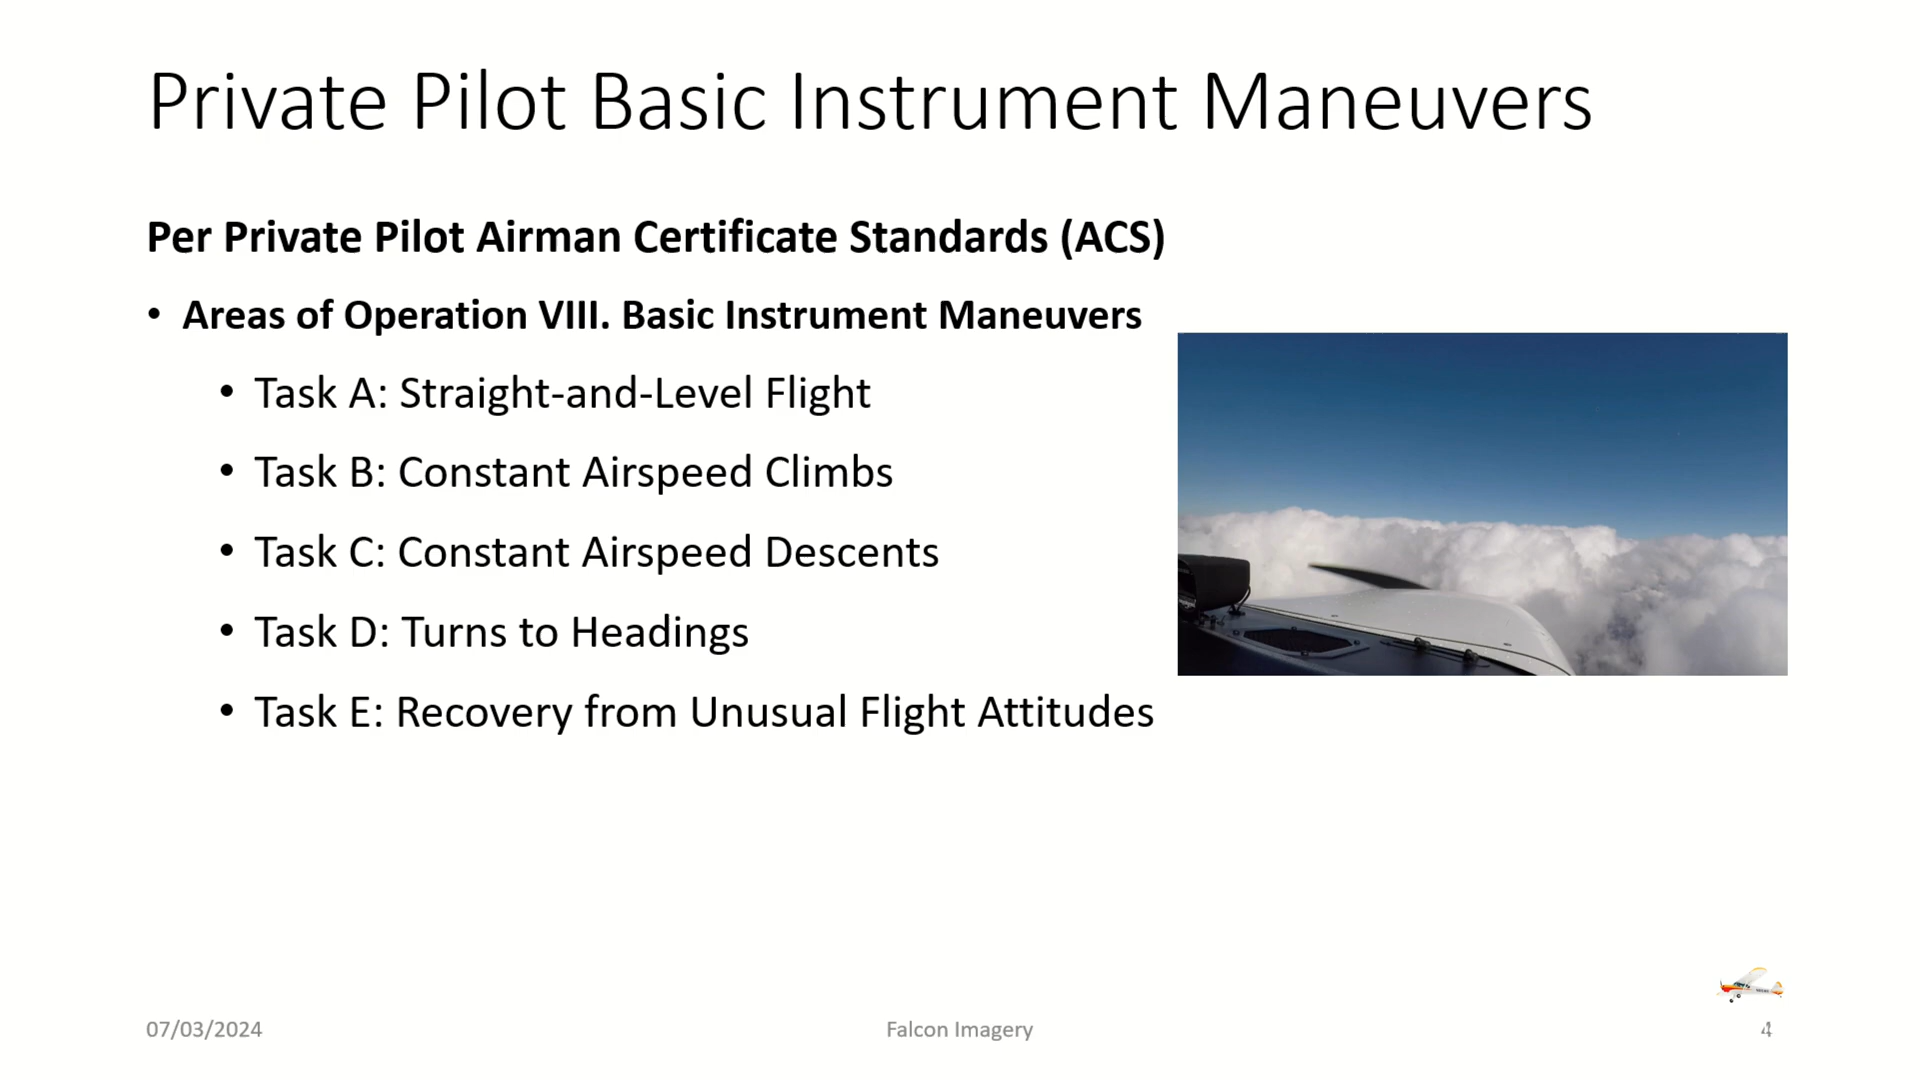 Private Pilot Basic Instrument Maneuvers
Per Private Pilot Airman Certificate Standards (ACS)
• Areas of Operation VIII. Basic Instrument Maneuvers
• Task A: Straight-and-Level Flight
• Task B: Constant Airspeed Climbs
• Task C: Constant Airspeed Descents
• Task D: Turns to Headings
• Task E: Recovery from Unusual Flight Attitudes
07/03/2024
Falcon Imagery
4